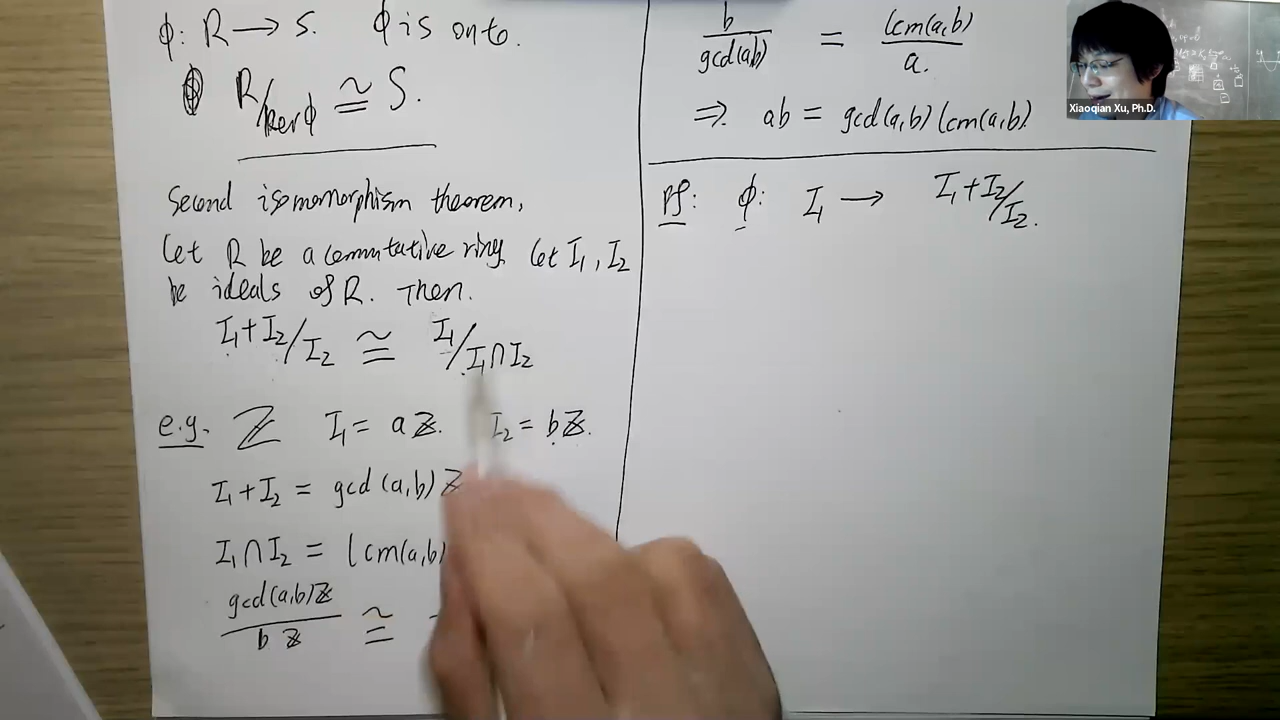 ϕ: R → S. ϕ is onto.
R/kerϕ ≅ S.
Second isomorphism theorem,
Let R be a commutative ring. Let I₁, I₂
be ideals of R. Then.
I₁+I₂/I₂ ≅ I₁/I₁∩I₂
e.g. ℤ I₁ = aℤ. I₂ = bℤ.
I₁+I₂ = gcd(a,b)ℤ
I₁∩I₂ = lcm(a,b)
gcd(a,b)ℤ / bℤ ≅
b / gcd(a,b) = lcm(a,b) / a.
⇒ ab = gcd(a,b) lcm(a,b)
Pf: ϕ: I₁ → I₁+I₂/I₂.
Xiaoqian Xu, Ph.D.